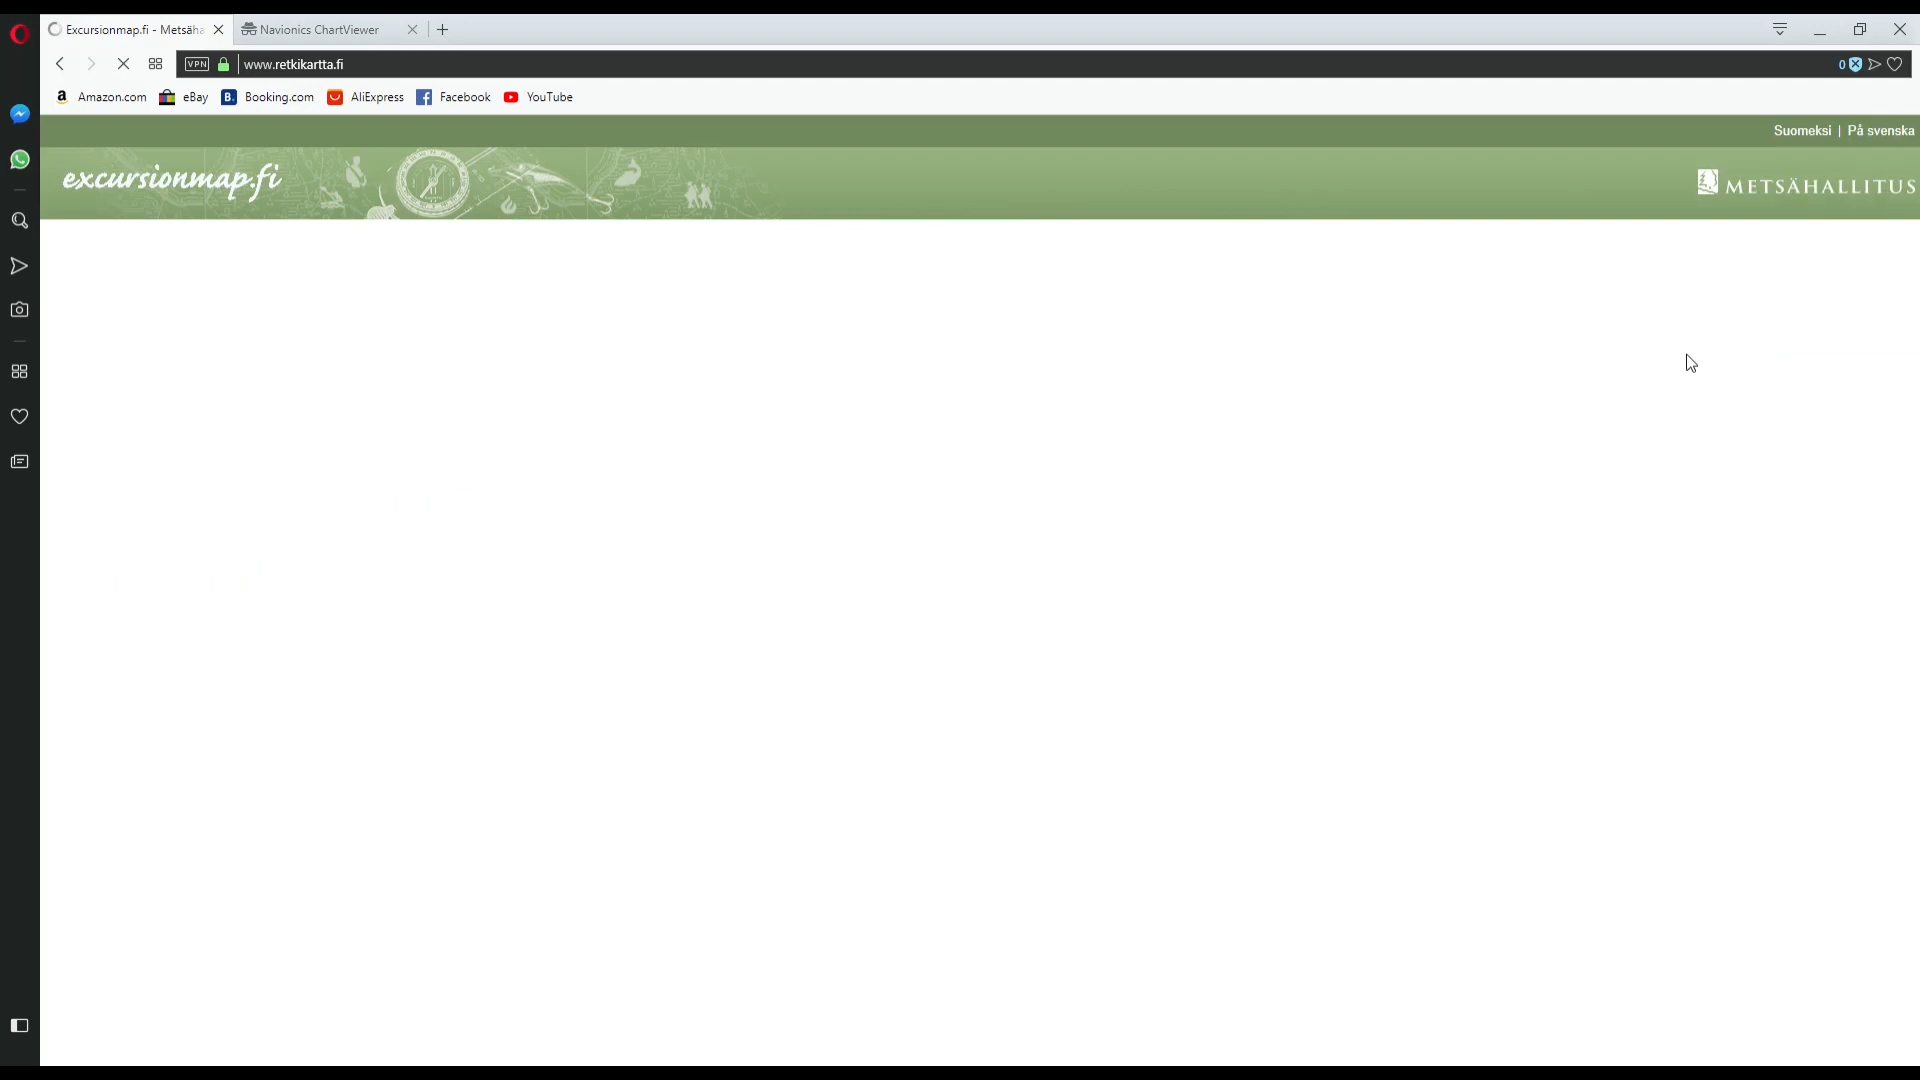 Excursionmap.fi - Metsäha
Navionics ChartViewer
VPN
www.retkikartta.fi
0
Amazon.com
eBay
Booking.com
AliExpress
Facebook
YouTube
Suomeksi | På svenska
excursionmap.fi
METSÄHALLITUS